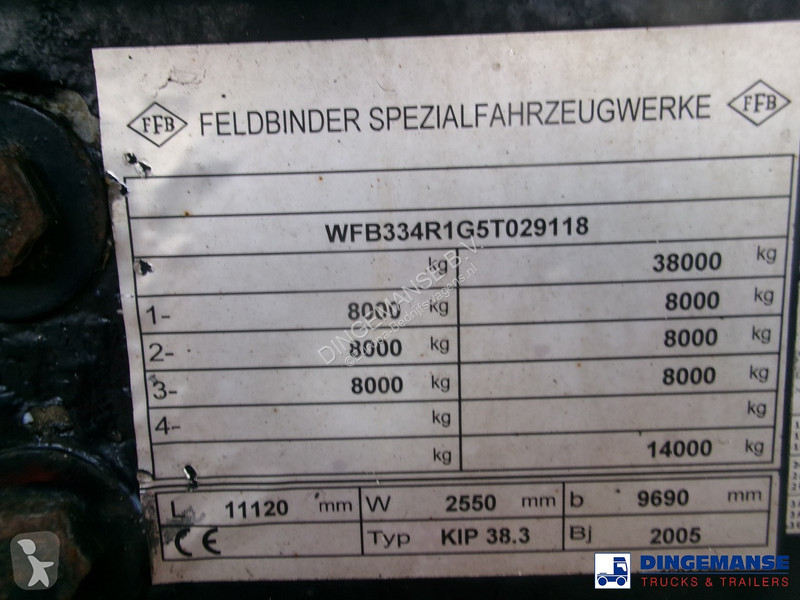 FFB FELDBINDER SPEZIALFAHRZEUGWERKE FFB
WFB334R1G5T029118
kg 38000 kg
1- 8000 kg 8000 kg
2- 8000 kg 8000 kg
3- 8000 kg 8000 kg
4- kg kg
kg 14000 kg
L 11120 mm W 2550 mm b 9690 mm
CE Typ KIP 38.3 Bj 2005
DINGEMANSE B.V.
DINGEMANSE
TRUCKS & TRAILERS